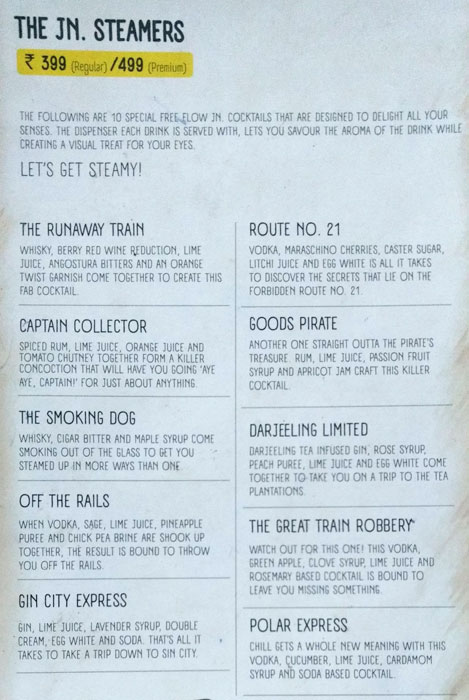 THE JN. STEAMERS
₹ 399 (Regular) /499 (Premium)
THE FOLLOWING ARE 10 SPECIAL FREE FLOW JN. COCKTAILS THAT ARE DESIGNED TO DELIGHT ALL YOUR
SENSES. THE DISPENSER EACH DRINK IS SERVED WITH, LETS YOU SAVOUR THE AROMA OF THE DRINK WHILE
CREATING A VISUAL TREAT FOR YOUR EYES.
LET'S GET STEAMY!
THE RUNAWAY TRAIN
WHISKY, BERRY RED WINE REDUCTION, LIME
JUICE, ANGOSTURA BITTERS AND AN ORANGE
TWIST GARNISH COME TOGETHER TO CREATE THIS
FAB COCKTAIL.
CAPTAIN COLLECTOR
SPICED RUM, LIME JUICE, ORANGE JUICE AND
TOMATO CHUTNEY TOGETHER FORM A KILLER
CONCOCTION THAT WILL HAVE YOU GOING 'AYE
AYE, CAPTAIN!' FOR JUST ABOUT ANYTHING.
THE SMOKING DOG
WHISKY, CIGAR BITTER AND MAPLE SYRUP COME
SMOKING OUT OF THE GLASS TO GET YOU
STEAMED UP IN MORE WAYS THAN ONE.
OFF THE RAILS
WHEN VODKA, SAGE, LIME JUICE, PINEAPPLE
PUREE AND CHICK PEA BRINE ARE SHOOK UP
TOGETHER, THE RESULT IS BOUND TO THROW
YOU OFF THE RAILS.
GIN CITY EXPRESS
GIN, LIME JUICE, LAVENDER SYRUP, DOUBLE
CREAM, EGG WHITE AND SODA. THAT'S ALL IT
TAKES TO TAKE A TRIP DOWN TO SIN CITY.
ROUTE NO. 21
VODKA, MARASCHINO CHERRIES, CASTER SUGAR,
LITCHI JUICE AND EGG WHITE IS ALL IT TAKES
TO DISCOVER THE SECRETS THAT LIE ON THE
FORBIDDEN ROUTE NO. 21.
GOODS PIRATE
ANOTHER ONE STRAIGHT OUTTA THE PIRATE'S
TREASURE. RUM, LIME JUICE, PASSION FRUIT
SYRUP AND APRICOT JAM CRAFT THIS KILLER
COCKTAIL.
DARJEELING LIMITED
DARJEELING TEA INFUSED GIN, ROSE SYRUP,
PEACH PUREE, LIME JUICE AND EGG WHITE COME
TOGETHER TO TAKE YOU ON A TRIP TO THE TEA
PLANTATIONS.
THE GREAT TRAIN ROBBERY
WATCH OUT FOR THIS ONE! THIS VODKA,
GREEN APPLE, CLOVE SYRUP, LIME JUICE AND
ROSEMARY BASED COCKTAIL IS BOUND TO
LEAVE YOU MISSING SOMETHING.
POLAR EXPRESS
CHILL GETS A WHOLE NEW MEANING WITH THIS
VODKA, CUCUMBER, LIME JUICE, CARDAMOM
SYRUP AND SODA BASED COCKTAIL.